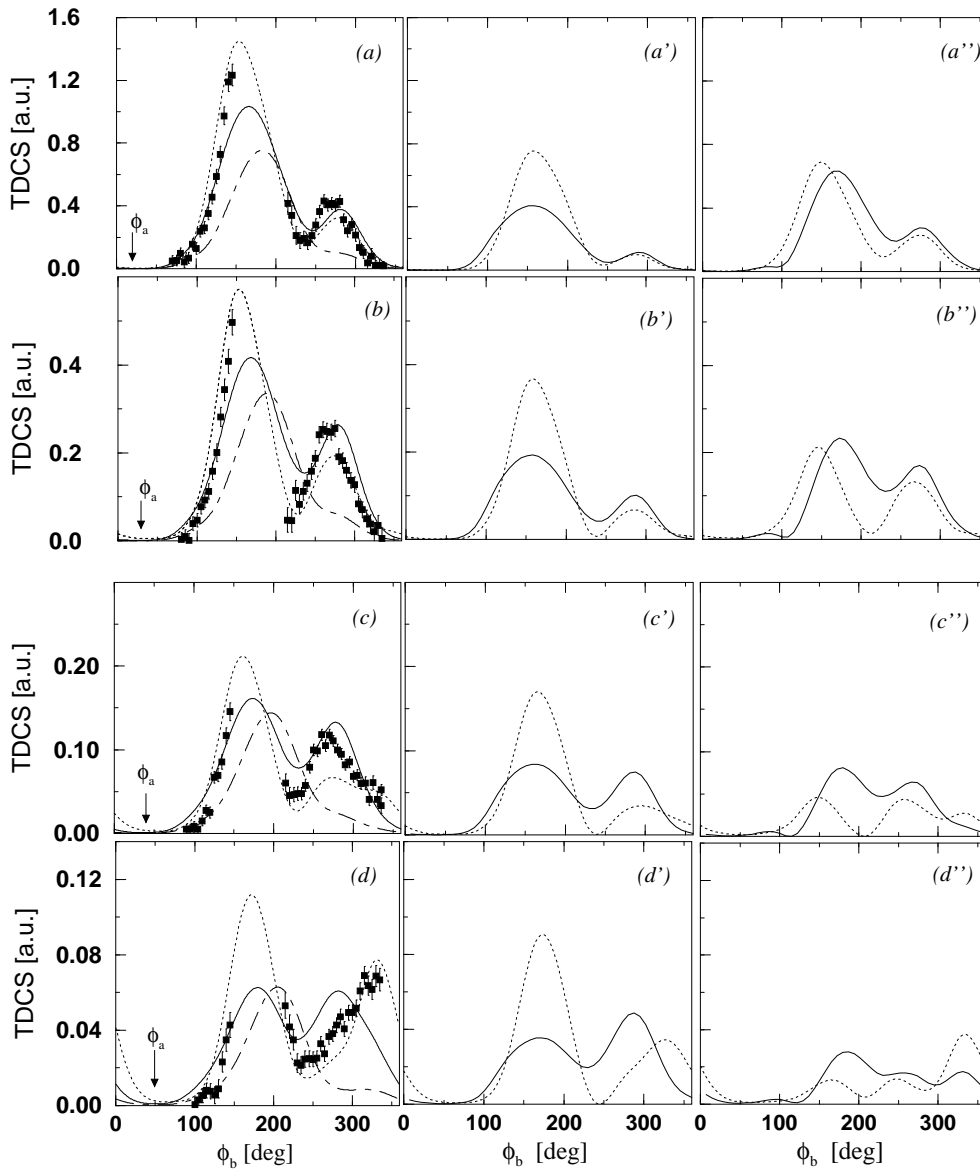 1.6
1.2
0.8
0.4
0.0
TDCS [a.u.]
ϕa
(a)
(a')
(a'')
0.4
0.2
0.0
TDCS [a.u.]
ϕa
(b)
(b')
(b'')
0.20
0.10
0.00
TDCS [a.u.]
ϕa
(c)
(c')
(c'')
0.12
0.08
0.04
0.00
TDCS [a.u.]
ϕa
(d)
(d')
(d'')
0 100 200 300 0 100 200 300 0 100 200 300
ϕb [deg] ϕb [deg] ϕb [deg]